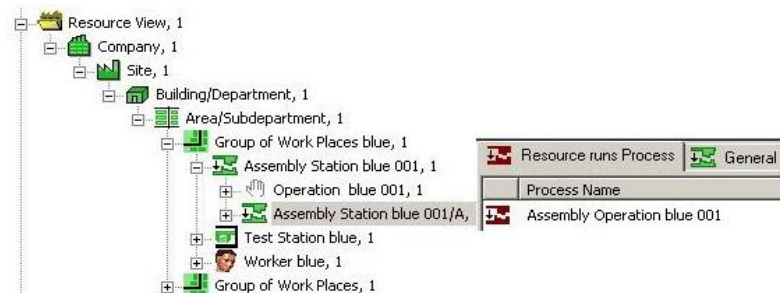 Resource View, 1
Company, 1
Site, 1
Building/Department, 1
Area/Subdepartment, 1
Group of Work Places blue, 1
Assembly Station blue 001, 1
Operation blue 001, 1
Assembly Station blue 001/A,
Test Station blue, 1
Worker blue, 1
Group of Work Places, 1
Resource runs Process General
Process Name
Assembly Operation blue 001